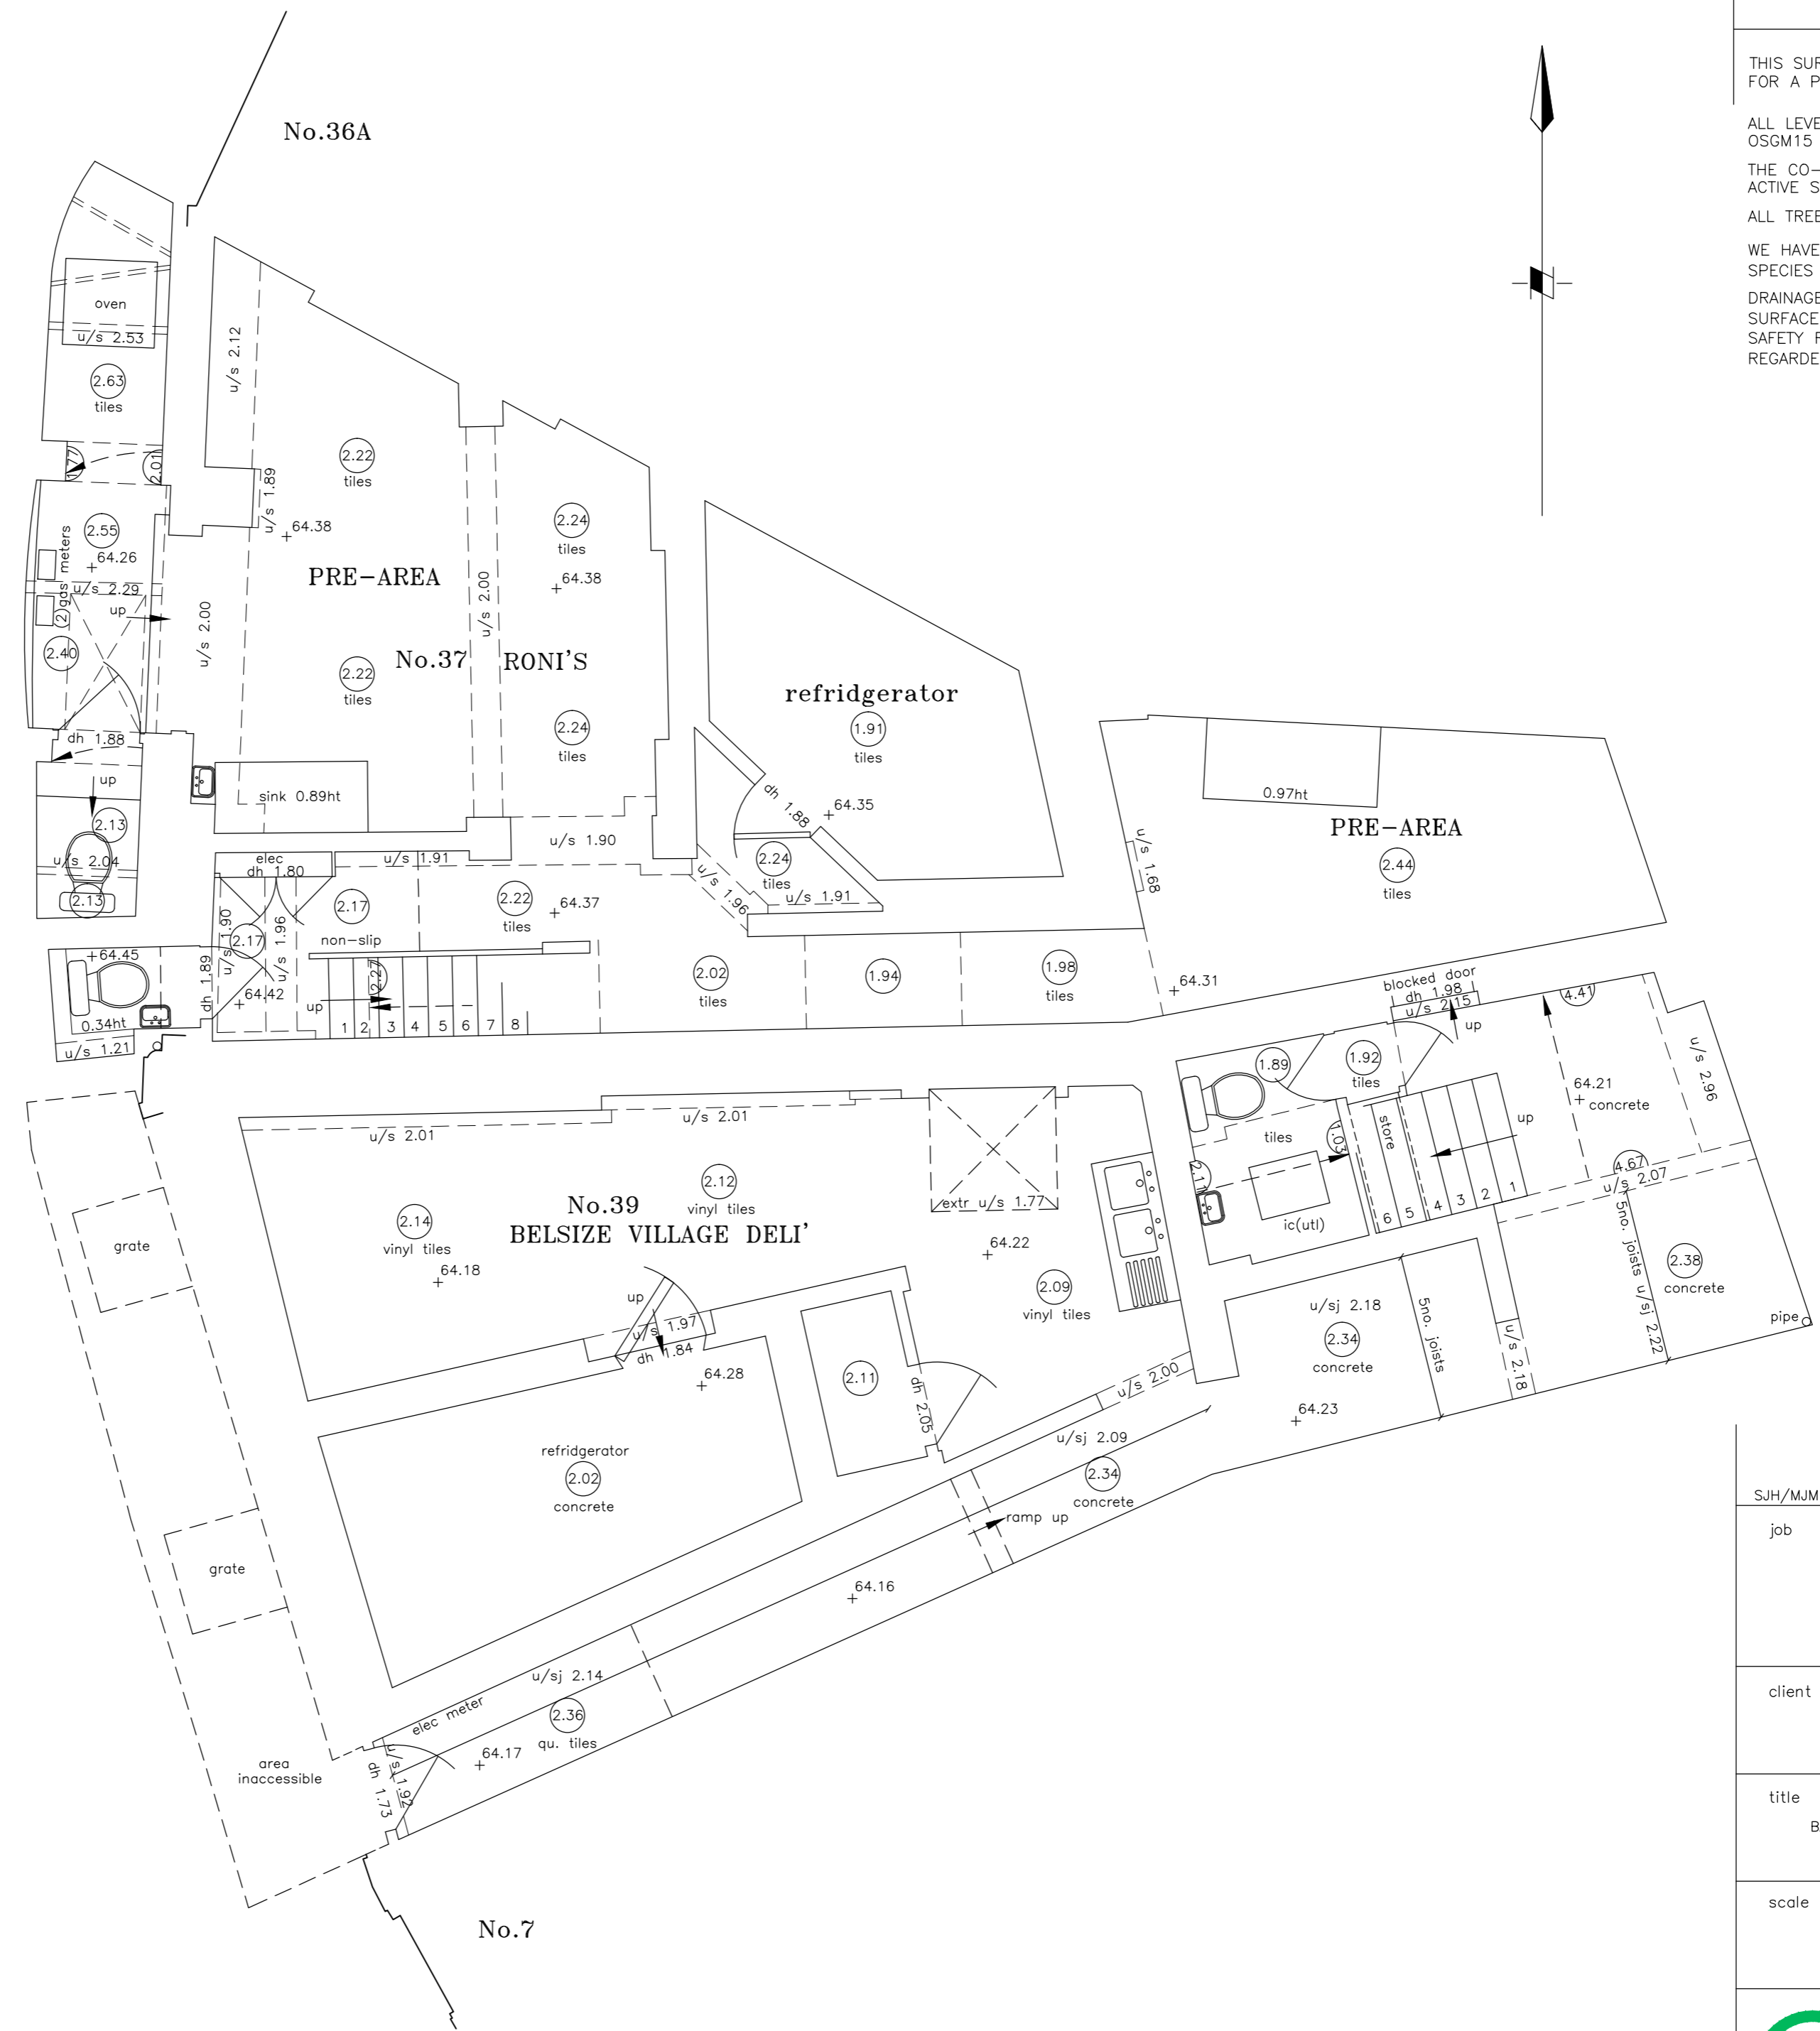 No.36A
THIS SUR
FOR A P
ALL LEVE
OSGM15
THE CO-
ACTIVE S
ALL TREE
WE HAVE
SPECIES
DRAINAGE
SURFACE
SAFETY F
REGARDE
oven
u/s 2.53
2.63
tiles
1.77
2.01
2.55
64.26
(2)gas meters
u/s 2.29
up
2.40
dh 1.88
up
2.13
u/s 2.04
2.13
u/s 2.12
u/s 1.89
64.38
2.22
tiles
2.24
tiles
64.38
PRE-AREA
u/s 2.00
u/s 2.00
No.37 RONI'S
2.22
tiles
2.24
tiles
sink 0.89ht
u/s 1.90
elec
dh 1.80
u/s 1.91
2.17
2.22
tiles
64.37
non-slip
2.17
u/s 1.90
u/s 1.96
dh 1.89
64.42
64.45
0.34ht
u/s 1.21
2.27
up
1 2 3 4 5 6 7 8
refridgerator
1.91
tiles
dh 1.88
64.35
2.24
tiles
u/s 1.96
u/s 1.91
2.02
tiles
1.94
1.98
0.97ht
PRE-AREA
2.44
tiles
u/s 1.68
64.31
blocked door
dh 1.98
u/s 2.15
up
4.41
u/s 2.96
1.89
1.92
tiles
64.21
concrete
tiles
1.03
store
up
2.11
ic(utl)
6 5 4 3 2 1
4.67
u/s 2.07
5no. joists u/sj 2.22
2.38
concrete
pipe
u/s 2.01
u/s 2.01
2.12
vinyl tiles
No.39
BELSIZE VILLAGE DELI'
2.14
vinyl tiles
64.18
extr u/s 1.77
64.22
2.09
vinyl tiles
grate
up
u/s 1.97
dh 1.84
64.28
2.11
dh 2.05
u/s 2.00
u/sj 2.18
2.34
concrete
5no. joists
u/s 2.18
64.23
refridgerator
2.02
concrete
u/sj 2.09
2.34
concrete
ramp up
grate
64.16
u/sj 2.14
elec meter
2.36
qu. tiles
64.17
area
inaccessible
u/s 1.92
dh 1.73
No.7
SJH/MJM
job
client
title
B
scale